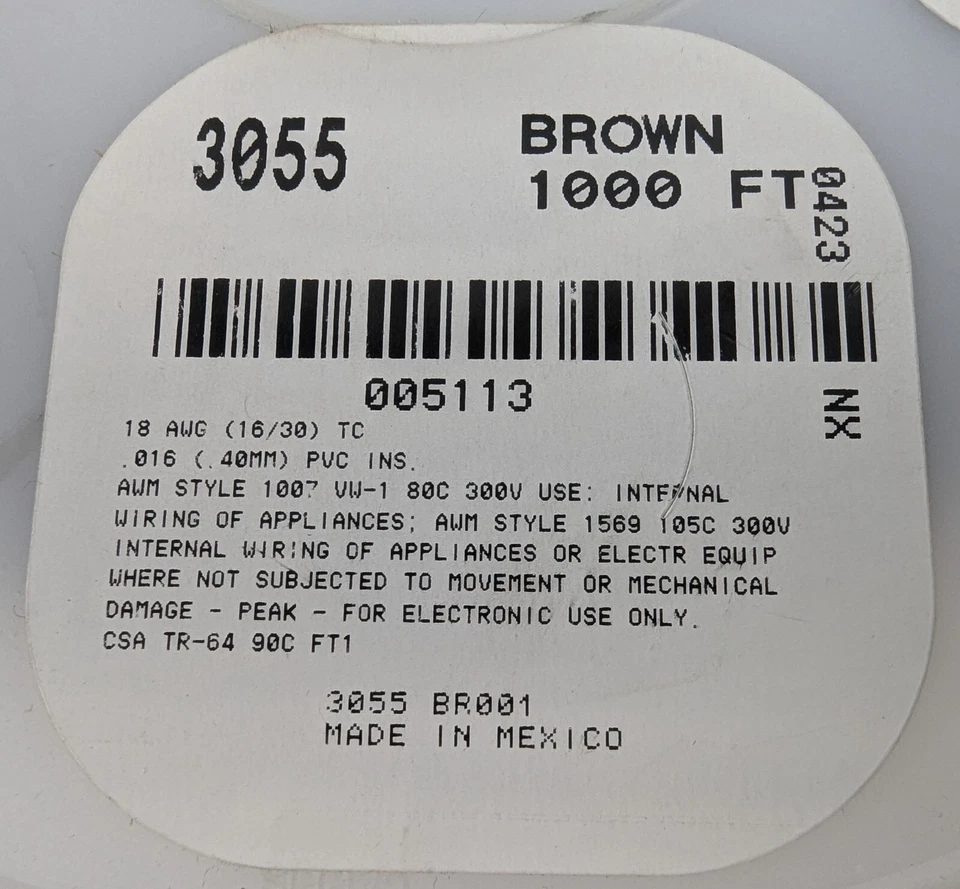 3055
BROWN
1000 FT
0423
005113
NX
18 AWG (16/30) TC
.016 (.40MM) PVC INS.
AWM STYLE 1007 VW-1 80C 300V USE: INTERNAL
WIRING OF APPLIANCES; AWM STYLE 1569 105C 300V
INTERNAL WIRING OF APPLIANCES OR ELECTR EQUIP
WHERE NOT SUBJECTED TO MOVEMENT OR MECHANICAL
DAMAGE - PEAK - FOR ELECTRONIC USE ONLY.
CSA TR-64 90C FT1
3055 BR001
MADE IN MEXICO